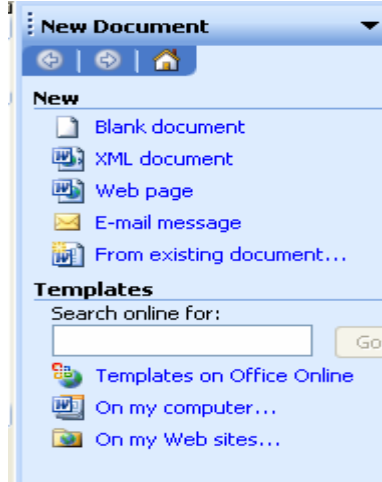 New Document
New
Blank document
XML document
Web page
E-mail message
From existing document...
Templates
Search online for:
Go
Templates on Office Online
On my computer...
On my Web sites...